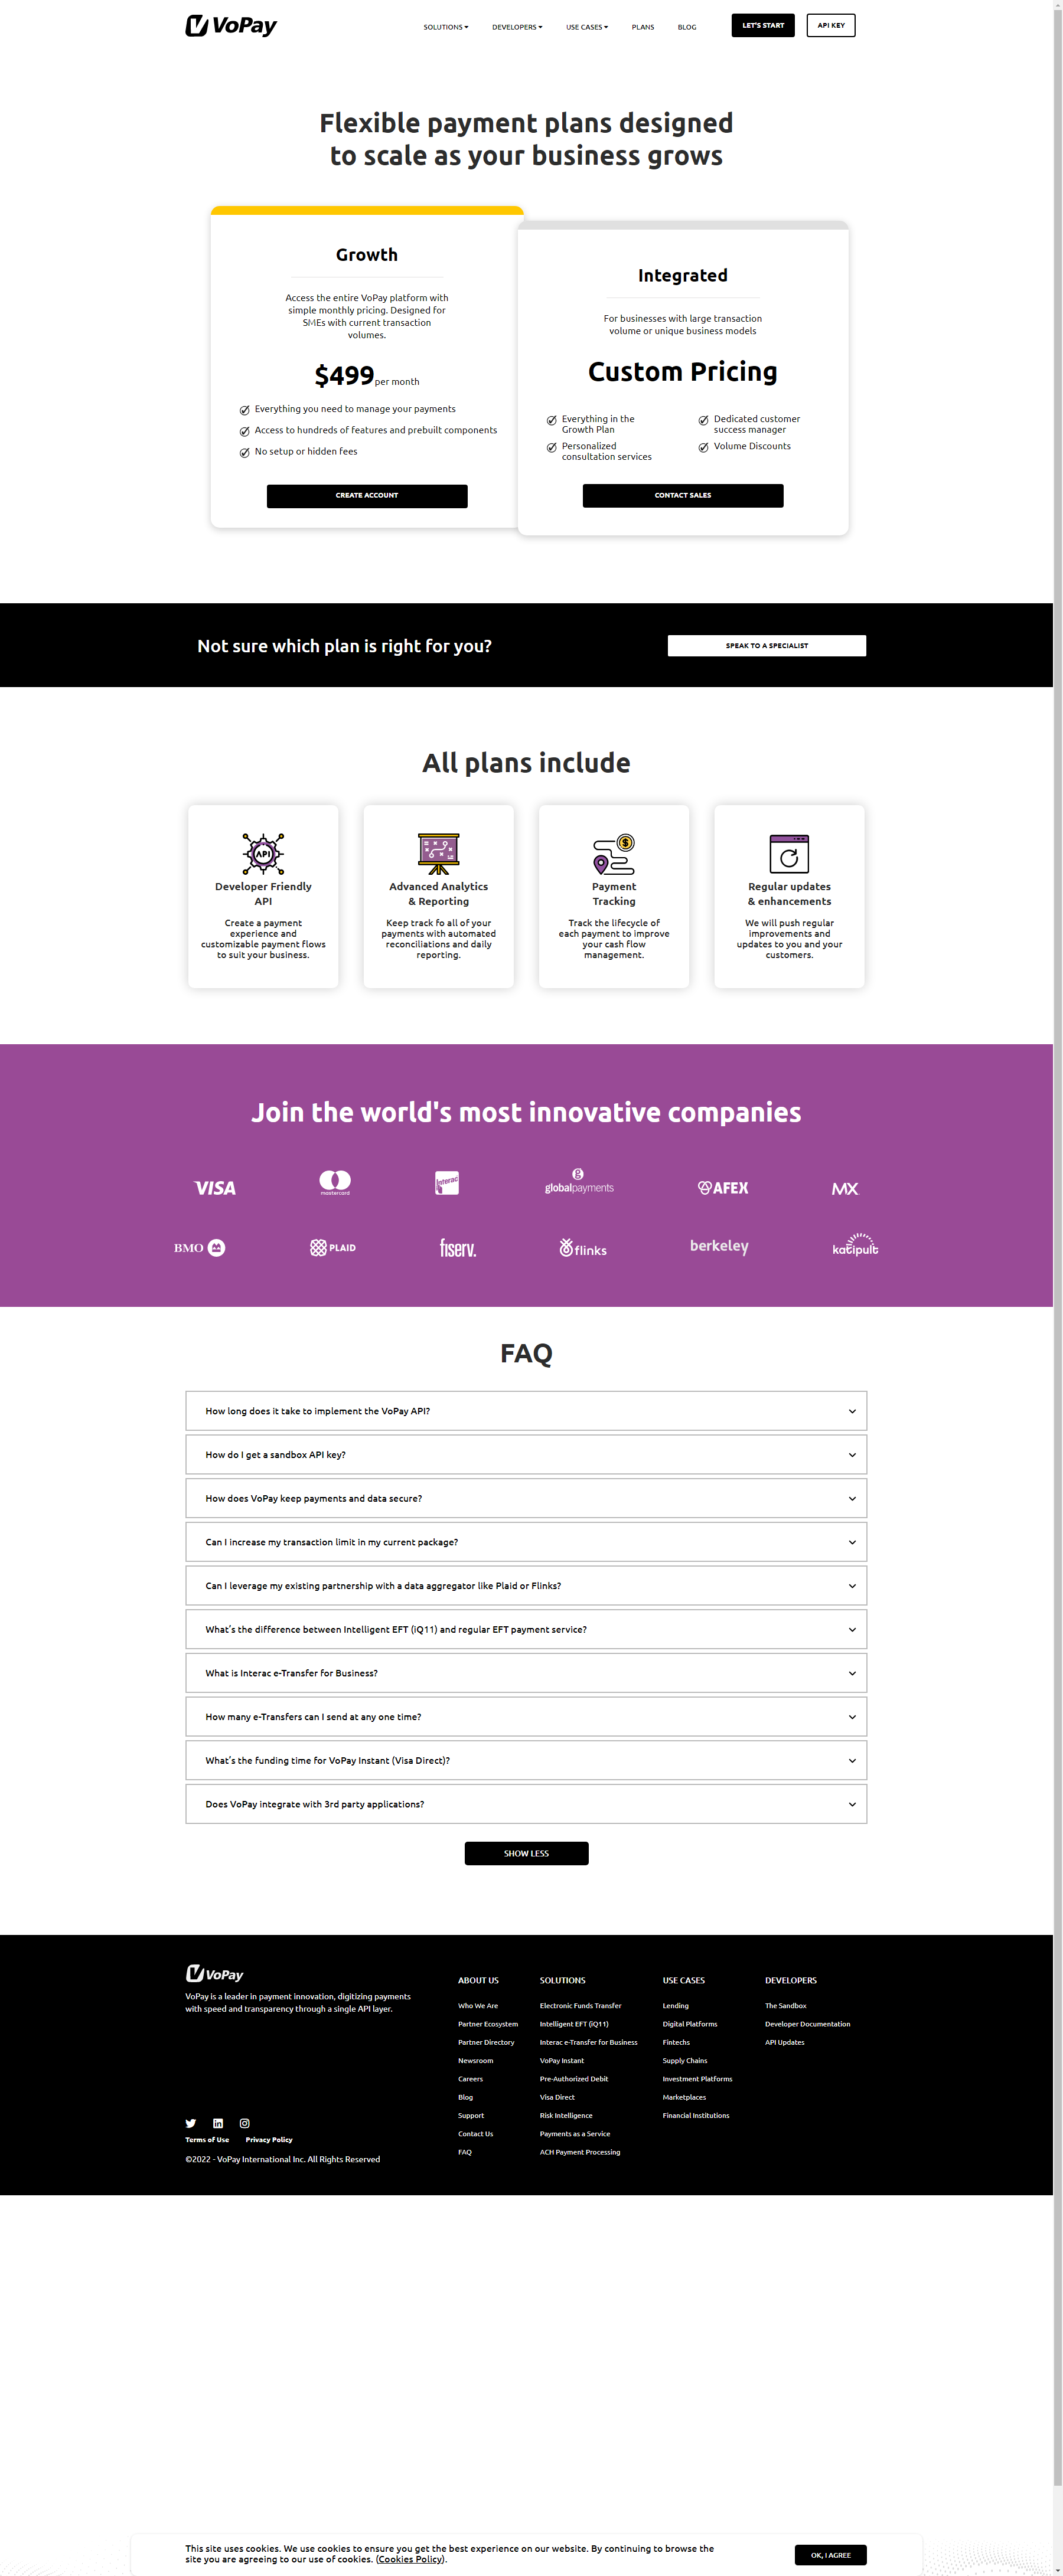 VoPay
SOLUTIONS
DEVELOPERS
USE CASES
PLANS
BLOG
LET'S START
API KEY
Flexible payment plans designed
to scale as your business grows
Growth
Access the entire VoPay platform with
simple monthly pricing. Designed for
SMEs with current transaction
volumes.
$499 per month
Everything you need to manage your payments
Access to hundreds of features and prebuilt components
No setup or hidden fees
CREATE ACCOUNT
Integrated
For businesses with large transaction
volume or unique business models
Custom Pricing
Everything in the
Growth Plan
Dedicated customer
success manager
Personalized
consultation services
Volume Discounts
CONTACT SALES
Not sure which plan is right for you?
SPEAK TO A SPECIALIST
All plans include
API
Developer Friendly
API
Create a payment
experience and
customizable payment flows
to suit your business.
Advanced Analytics
& Reporting
Keep track fo all of your
payments with automated
reconciliations and daily
reporting.
Payment
Tracking
Track the lifecycle of
each payment to improve
your cash flow
management.
Regular updates
& enhancements
We will push regular
improvements and
updates to you and your
customers.
Join the world's most innovative companies
VISA
mastercard
Interac
g
globalpayments
AFEX
MX
BMO
PLAID
fiserv.
flinks
berkeley
katipult
FAQ
How long does it take to implement the VoPay API?
How do I get a sandbox API key?
How does VoPay keep payments and data secure?
Can I increase my transaction limit in my current package?
Can I leverage my existing partnership with a data aggregator like Plaid or Flinks?
What's the difference between Intelligent EFT (iQ11) and regular EFT payment service?
What is Interac e-Transfer for Business?
How many e-Transfers can I send at any one time?
What's the funding time for VoPay Instant (Visa Direct)?
Does VoPay integrate with 3rd party applications?
SHOW LESS
VoPay
VoPay is a leader in payment innovation, digitizing payments
with speed and transparency through a single API layer.
Terms of Use
Privacy Policy
©2022 - VoPay International Inc. All Rights Reserved
ABOUT US
Who We Are
Partner Ecosystem
Partner Directory
Newsroom
Careers
Blog
Support
Contact Us
FAQ
SOLUTIONS
Electronic Funds Transfer
Intelligent EFT (iQ11)
Interac e-Transfer for Business
VoPay Instant
Pre-Authorized Debit
Visa Direct
Risk Intelligence
Payments as a Service
ACH Payment Processing
USE CASES
Lending
Digital Platforms
Fintechs
Supply Chains
Investment Platforms
Marketplaces
Financial Institutions
DEVELOPERS
The Sandbox
Developer Documentation
API Updates
This site uses cookies. We use cookies to ensure you get the best experience on our website. By continuing to browse the
site you are agreeing to our use of cookies. (Cookies Policy).
OK, I AGREE